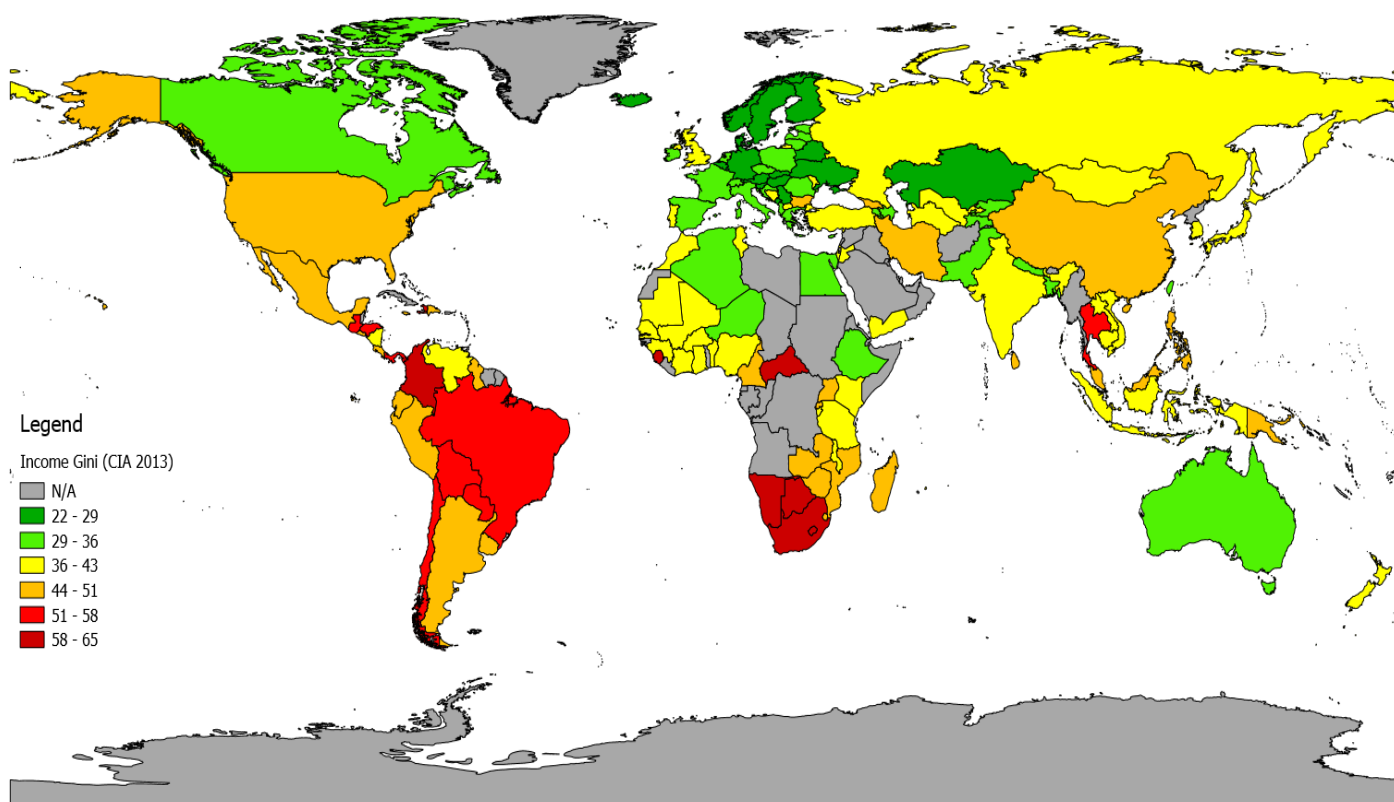 Legend
Income Gini (CIA 2013)
N/A
22 - 29
29 - 36
36 - 43
44 - 51
51 - 58
58 - 65